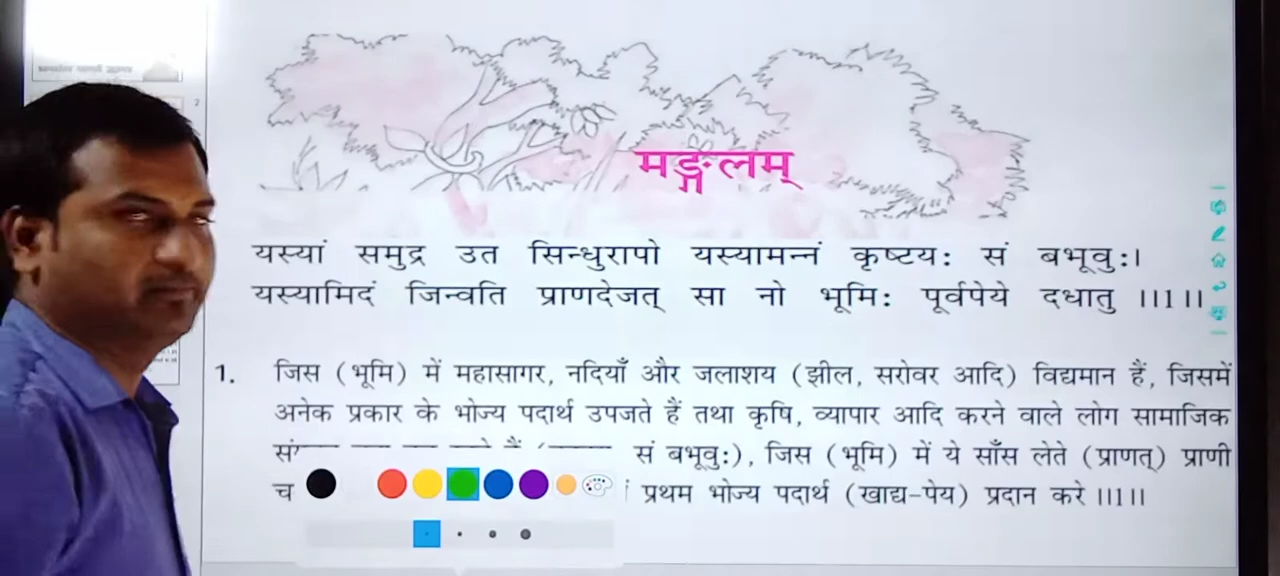 मङ्गलम्
यस्यां समुद्र उत सिन्धुरापो यस्यामन्नं कृष्टयः सं बभूवुः।
यस्यामिदं जिन्वति प्राणदेजत् सा नो भूमिः पूर्वपेये दधातु ।।1।।
1. जिस (भूमि) में महासागर, नदियाँ और जलाशय (झील, सरोवर आदि) विद्यमान हैं, जिसमें
अनेक प्रकार के भोज्य पदार्थ उपजते हैं तथा कृषि, व्यापार आदि करने वाले लोग सामाजिक
सं बभूवुः), जिस (भूमि) में ये साँस लेते (प्राणत्) प्राणी
च प्रथम भोज्य पदार्थ (खाद्य-पेय) प्रदान करे ।।1।।